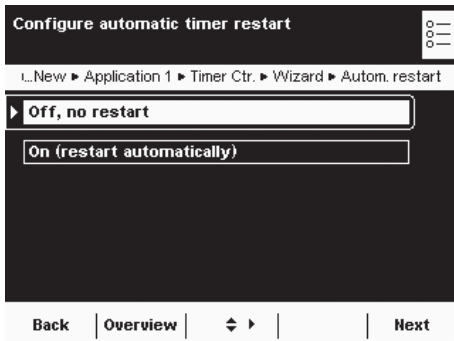 Configure automatic timer restart
ı...New ▸ Application 1 ▸ Timer Ctr. ▸ Wizard ▸ Autom. restart
Off, no restart
On (restart automatically)
Back Overview Next